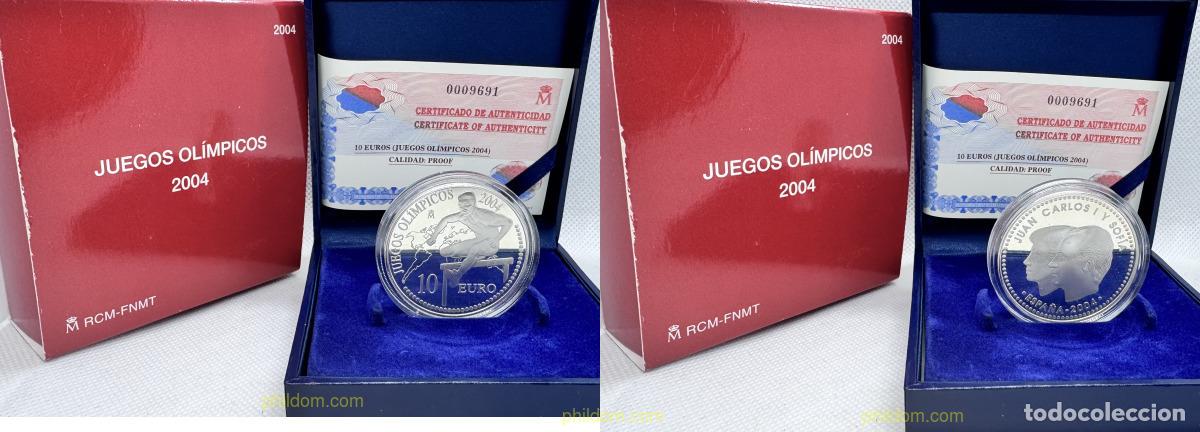 2004
JUEGOS OLÍMPICOS
2004
RCM-FNMT
0009691
M
CERTIFICADO DE AUTENTICIDAD
CERTIFICATE OF AUTHENTICITY
10 EUROS (JUEGOS OLÍMPICOS 2004)
CALIDAD: PROOF
JUEGOS OLÍMPICOS 2004
10 EURO
phildom.com
2004
JUEGOS OLÍMPICOS
2004
RCM-FNMT
0009691
M
CERTIFICADO DE AUTENTICIDAD
CERTIFICATE OF AUTHENTICITY
10 EUROS (JUEGOS OLÍMPICOS 2004)
CALIDAD: PROOF
JUAN CARLOS I Y SOFÍA
ESPAÑA - 2004
phildom.com
phildom.com
todocoleccion